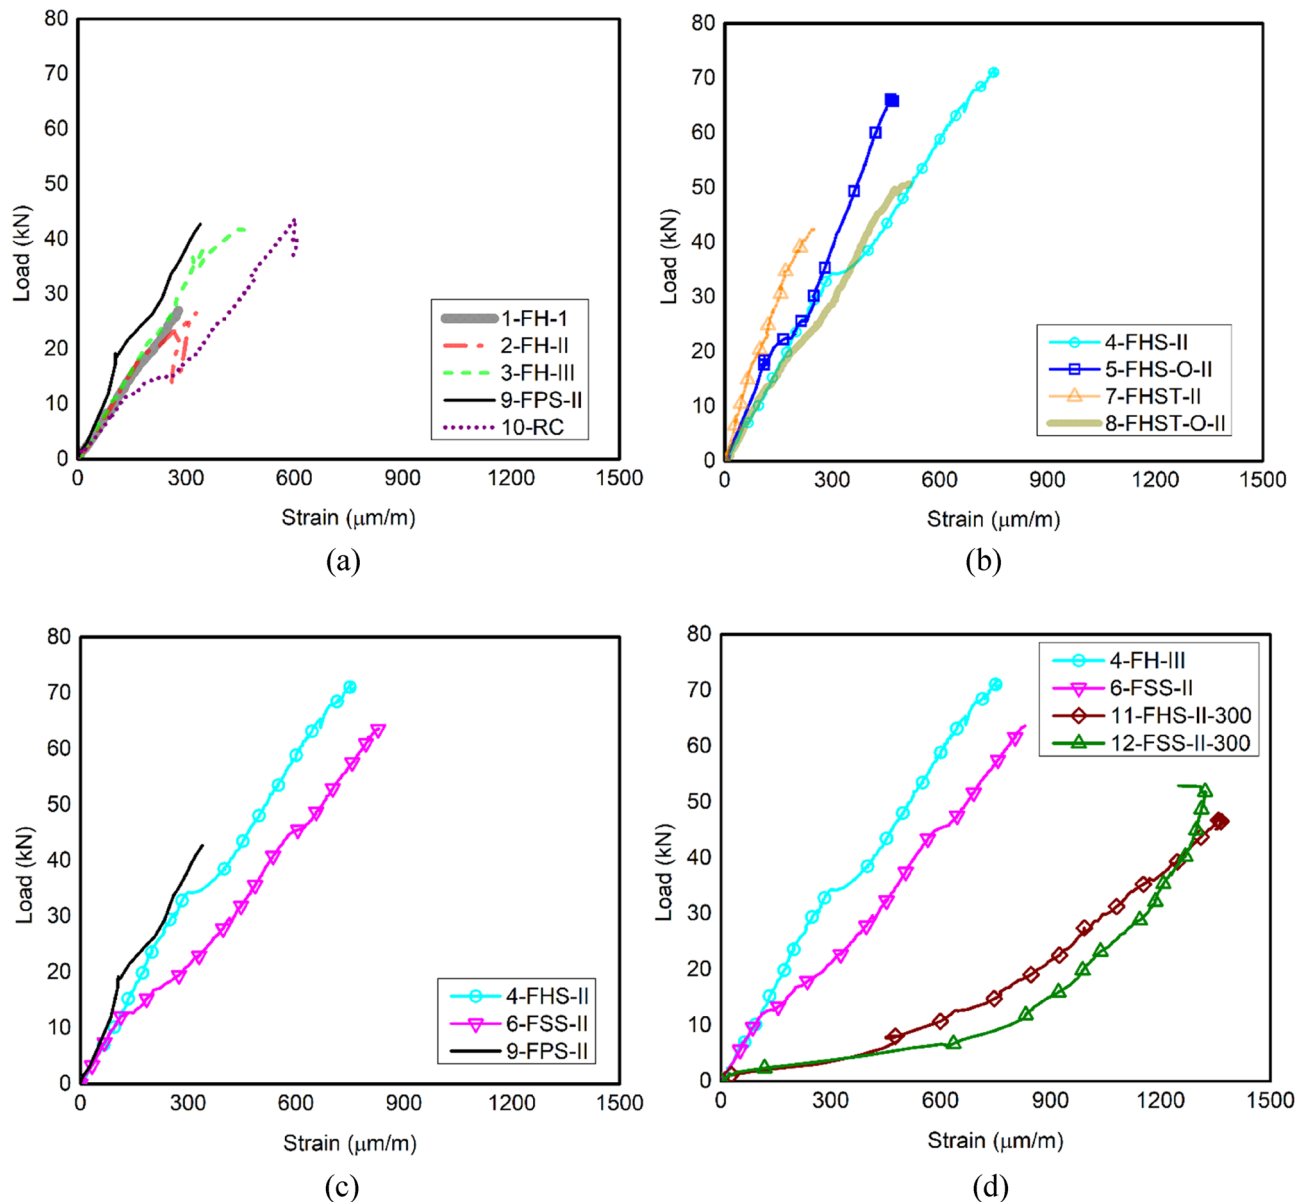 80
70
60
50
40
30
20
10
0
Load (kN)
1-FH-1
2-FH-II
3-FH-III
9-FPS-II
10-RC
0 300 600 900 1200 1500
Strain (μm/m)
(a)
80
70
60
50
40
30
20
10
0
Load (kN)
4-FHS-II
5-FHS-O-II
7-FHST-II
8-FHST-O-II
0 300 600 900 1200 1500
Strain (μm/m)
(b)
80
70
60
50
40
30
20
10
0
Load (kN)
4-FHS-II
6-FSS-II
9-FPS-II
0 300 600 900 1200 1500
Strain (μm/m)
(c)
80
70
60
50
40
30
20
10
0
Load (kN)
4-FH-III
6-FSS-II
11-FHS-II-300
12-FSS-II-300
0 300 600 900 1200 1500
Strain (μm/m)
(d)